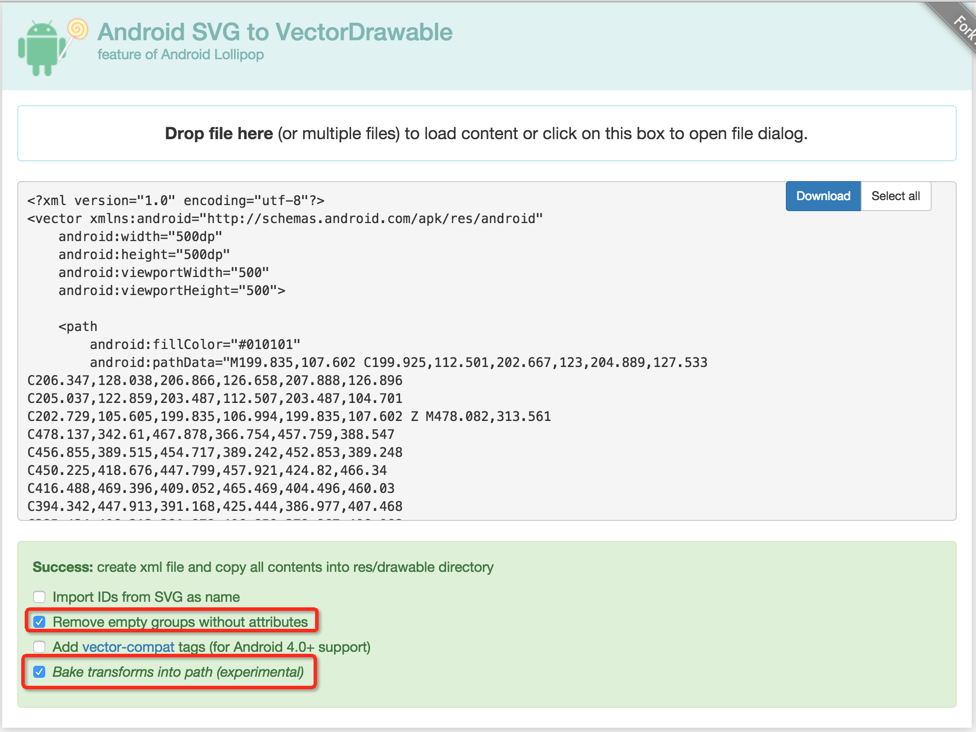 Android SVG to VectorDrawable
feature of Android Lollipop
Fork
Drop file here (or multiple files) to load content or click on this box to open file dialog.
Download
Select all
<?xml version="1.0" encoding="utf-8"?>
<vector xmlns:android="http://schemas.android.com/apk/res/android"
    android:width="500dp"
    android:height="500dp"
    android:viewportWidth="500"
    android:viewportHeight="500">
    <path
        android:fillColor="#010101"
        android:pathData="M199.835,107.602 C199.925,112.501,202.667,123,204.889,127.533
C206.347,128.038,206.866,126.658,207.888,126.896
C205.037,122.859,203.487,112.507,203.487,104.701
C202.729,105.605,199.835,106.994,199.835,107.602 Z M478.082,313.561
C478.137,342.61,467.878,366.754,457.759,388.547
C456.855,389.515,454.717,389.242,452.853,389.248
C450.225,418.676,447.799,457.921,424.82,466.34
C416.488,469.396,409.052,465.469,404.496,460.03
C394.342,447.913,391.168,425.444,386.977,407.468
Success: create xml file and copy all contents into res/drawable directory
Import IDs from SVG as name
Remove empty groups without attributes
Add vector-compat tags (for Android 4.0+ support)
Bake transforms into path (experimental)